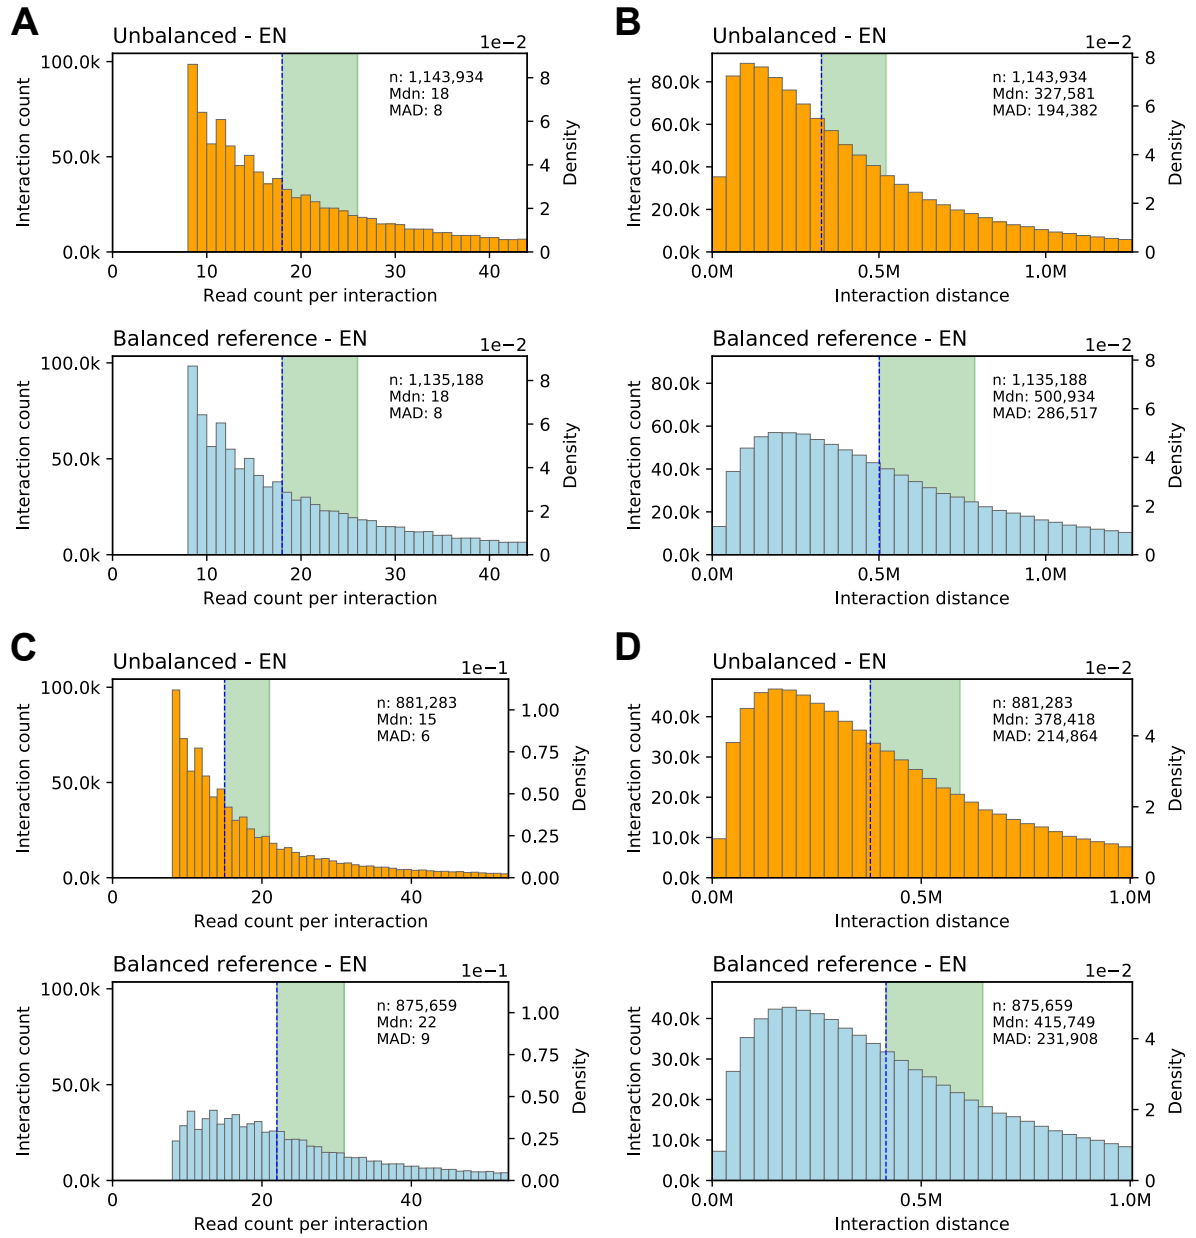 A
Unbalanced - EN
1e−2
100.0k
50.0k
0.0k
Interaction count
n: 1,143,934
Mdn: 18
MAD: 8
8
6
4
2
0
Density
0
10
20
30
40
Read count per interaction
Balanced reference - EN
1e−2
100.0k
50.0k
0.0k
Interaction count
n: 1,135,188
Mdn: 18
MAD: 8
8
6
4
2
0
Density
0
10
20
30
40
Read count per interaction
B
Unbalanced - EN
1e−2
80.0k
60.0k
40.0k
20.0k
0.0k
Interaction count
n: 1,143,934
Mdn: 327,581
MAD: 194,382
8
6
4
2
0
Density
0.0M
0.5M
1.0M
Interaction distance
Balanced reference - EN
1e−2
80.0k
60.0k
40.0k
20.0k
0.0k
Interaction count
n: 1,135,188
Mdn: 500,934
MAD: 286,517
8
6
4
2
0
Density
0.0M
0.5M
1.0M
Interaction distance
C
Unbalanced - EN
1e−1
100.0k
50.0k
0.0k
Interaction count
n: 881,283
Mdn: 15
MAD: 6
1.00
0.75
0.50
0.25
0.00
Density
0
20
40
Read count per interaction
Balanced reference - EN
1e−1
100.0k
50.0k
0.0k
Interaction count
n: 875,659
Mdn: 22
MAD: 9
1.00
0.75
0.50
0.25
0.00
Density
0
20
40
Read count per interaction
D
Unbalanced - EN
1e−2
40.0k
30.0k
20.0k
10.0k
0.0k
Interaction count
n: 881,283
Mdn: 378,418
MAD: 214,864
4
2
0
Density
0.0M
0.5M
1.0M
Interaction distance
Balanced reference - EN
1e−2
40.0k
30.0k
20.0k
10.0k
0.0k
Interaction count
n: 875,659
Mdn: 415,749
MAD: 231,908
4
2
0
Density
0.0M
0.5M
1.0M
Interaction distance